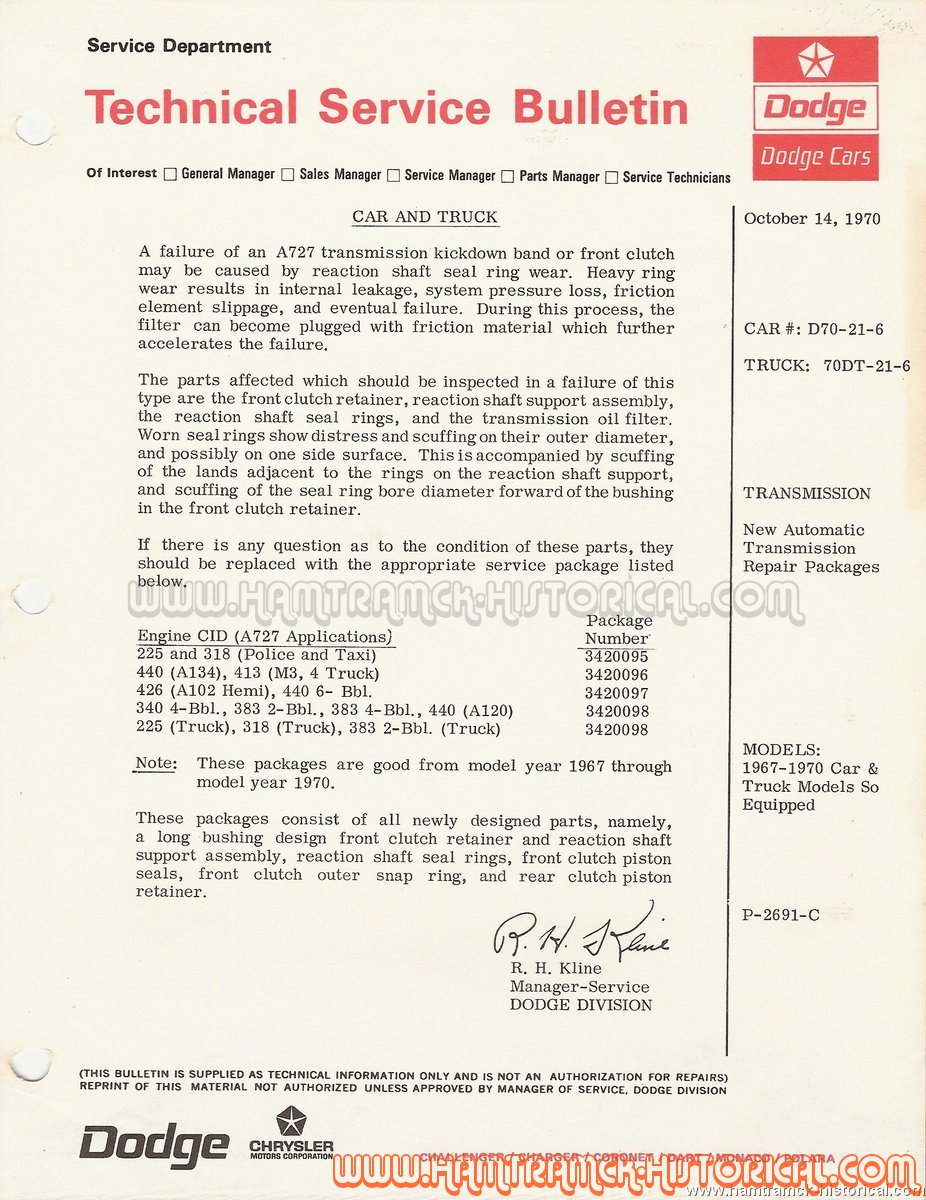 Service Department
Technical Service Bulletin
Dodge
Dodge Cars
Of Interest □ General Manager □ Sales Manager □ Service Manager □ Parts Manager □ Service Technicians
CAR AND TRUCK
A failure of an A727 transmission kickdown band or front clutch
may be caused by reaction shaft seal ring wear. Heavy ring
wear results in internal leakage, system pressure loss, friction
element slippage, and eventual failure. During this process, the
filter can become plugged with friction material which further
accelerates the failure.
The parts affected which should be inspected in a failure of this
type are the front clutch retainer, reaction shaft support assembly,
the reaction shaft seal rings, and the transmission oil filter.
Worn seal rings show distress and scuffing on their outer diameter,
and possibly on one side surface. This is accompanied by scuffing
of the lands adjacent to the rings on the reaction shaft support,
and scuffing of the seal ring bore diameter forward of the bushing
in the front clutch retainer.
If there is any question as to the condition of these parts, they
should be replaced with the appropriate service package listed
below.
www.Hamtramck-Historical.com
Package
Engine CID (A727 Applications) Number
225 and 318 (Police and Taxi) 3420095
440 (A134), 413 (M3, 4 Truck) 3420096
426 (A102 Hemi), 440 6- Bbl. 3420097
340 4-Bbl., 383 2-Bbl., 383 4-Bbl., 440 (A120) 3420098
225 (Truck), 318 (Truck), 383 2-Bbl. (Truck) 3420098
Note: These packages are good from model year 1967 through
model year 1970.
These packages consist of all newly designed parts, namely,
a long bushing design front clutch retainer and reaction shaft
support assembly, reaction shaft seal rings, front clutch piston
seals, front clutch outer snap ring, and rear clutch piston
retainer.
R. H. Kline
R. H. Kline
Manager-Service
DODGE DIVISION
October 14, 1970
CAR #: D70-21-6
TRUCK: 70DT-21-6
TRANSMISSION
New Automatic
Transmission
Repair Packages
MODELS:
1967-1970 Car &
Truck Models So
Equipped
P-2691-C
(THIS BULLETIN IS SUPPLIED AS TECHNICAL INFORMATION ONLY AND IS NOT AN AUTHORIZATION FOR REPAIRS)
REPRINT OF THIS MATERIAL NOT AUTHORIZED UNLESS APPROVED BY MANAGER OF SERVICE, DODGE DIVISION
Dodge
CHRYSLER
MOTORS CORPORATION
CHALLENGER / CHARGER / CORONET / DART / MONACO / POLARA
www.Hamtramck-Historical.com
www.hamtramck-historical.com